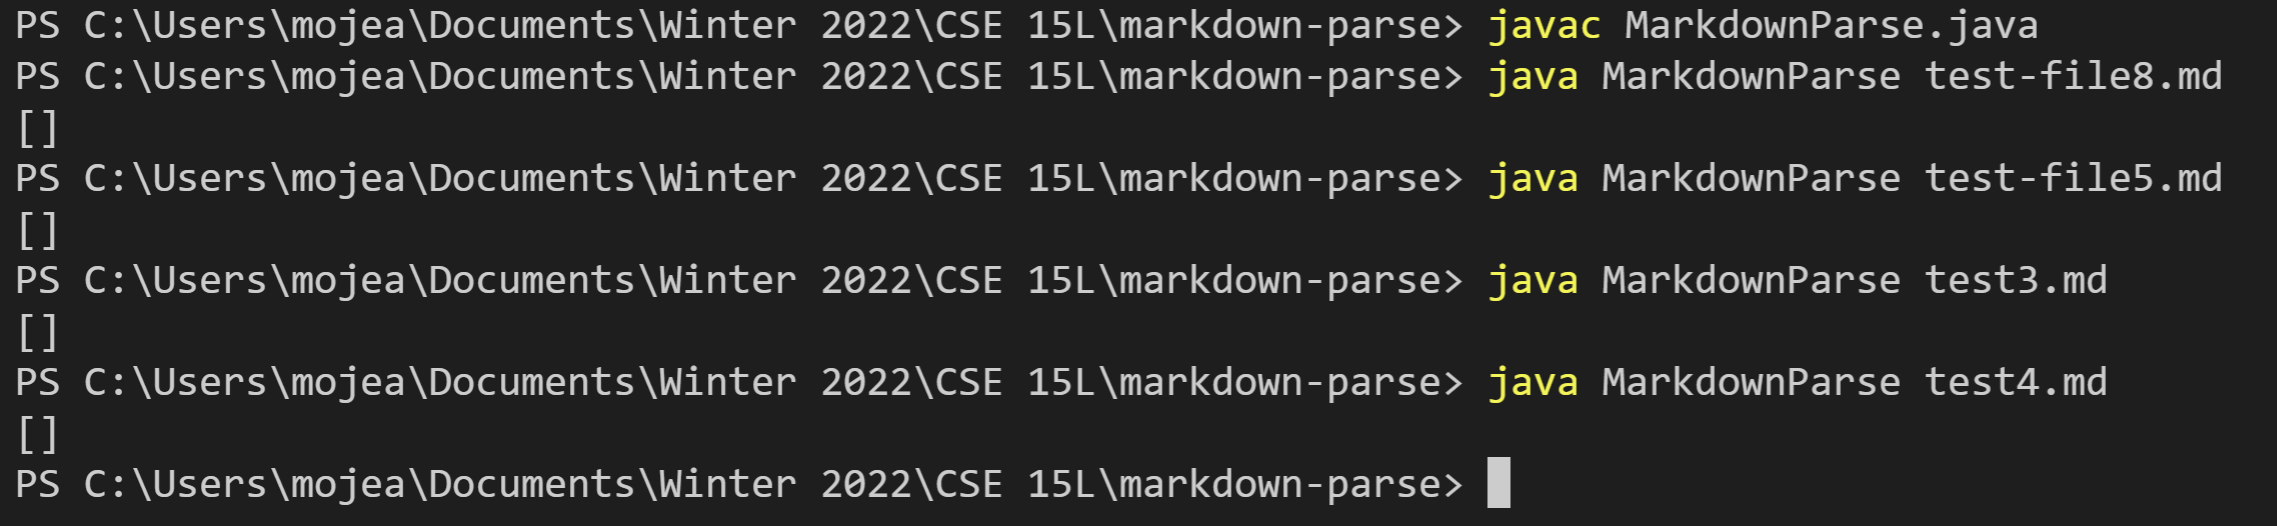 PS C:\Users\mojea\Documents\Winter 2022\CSE 15L\markdown-parse> javac MarkdownParse.java
PS C:\Users\mojea\Documents\Winter 2022\CSE 15L\markdown-parse> java MarkdownParse test-file8.md
[]
PS C:\Users\mojea\Documents\Winter 2022\CSE 15L\markdown-parse> java MarkdownParse test-file5.md
[]
PS C:\Users\mojea\Documents\Winter 2022\CSE 15L\markdown-parse> java MarkdownParse test3.md
[]
PS C:\Users\mojea\Documents\Winter 2022\CSE 15L\markdown-parse> java MarkdownParse test4.md
[]
PS C:\Users\mojea\Documents\Winter 2022\CSE 15L\markdown-parse>